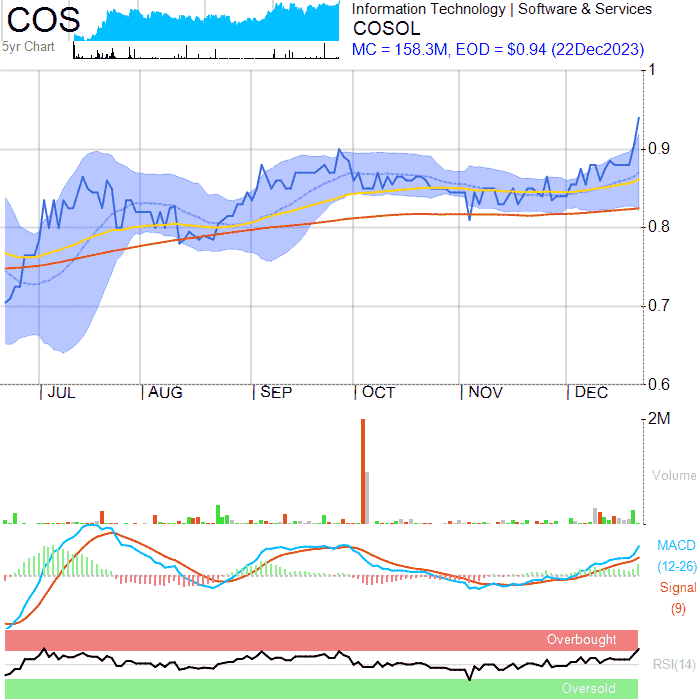 COS
5yr Chart
Information Technology | Software & Services
COSOL
MC = 158.3M, EOD = $0.94 (22Dec2023)
1
0.9
0.8
0.7
0.6
JUL AUG SEP OCT NOV DEC
2M
Volume
MACD
(12-26)
Signal
(9)
Overbought
RSI(14)
Oversold